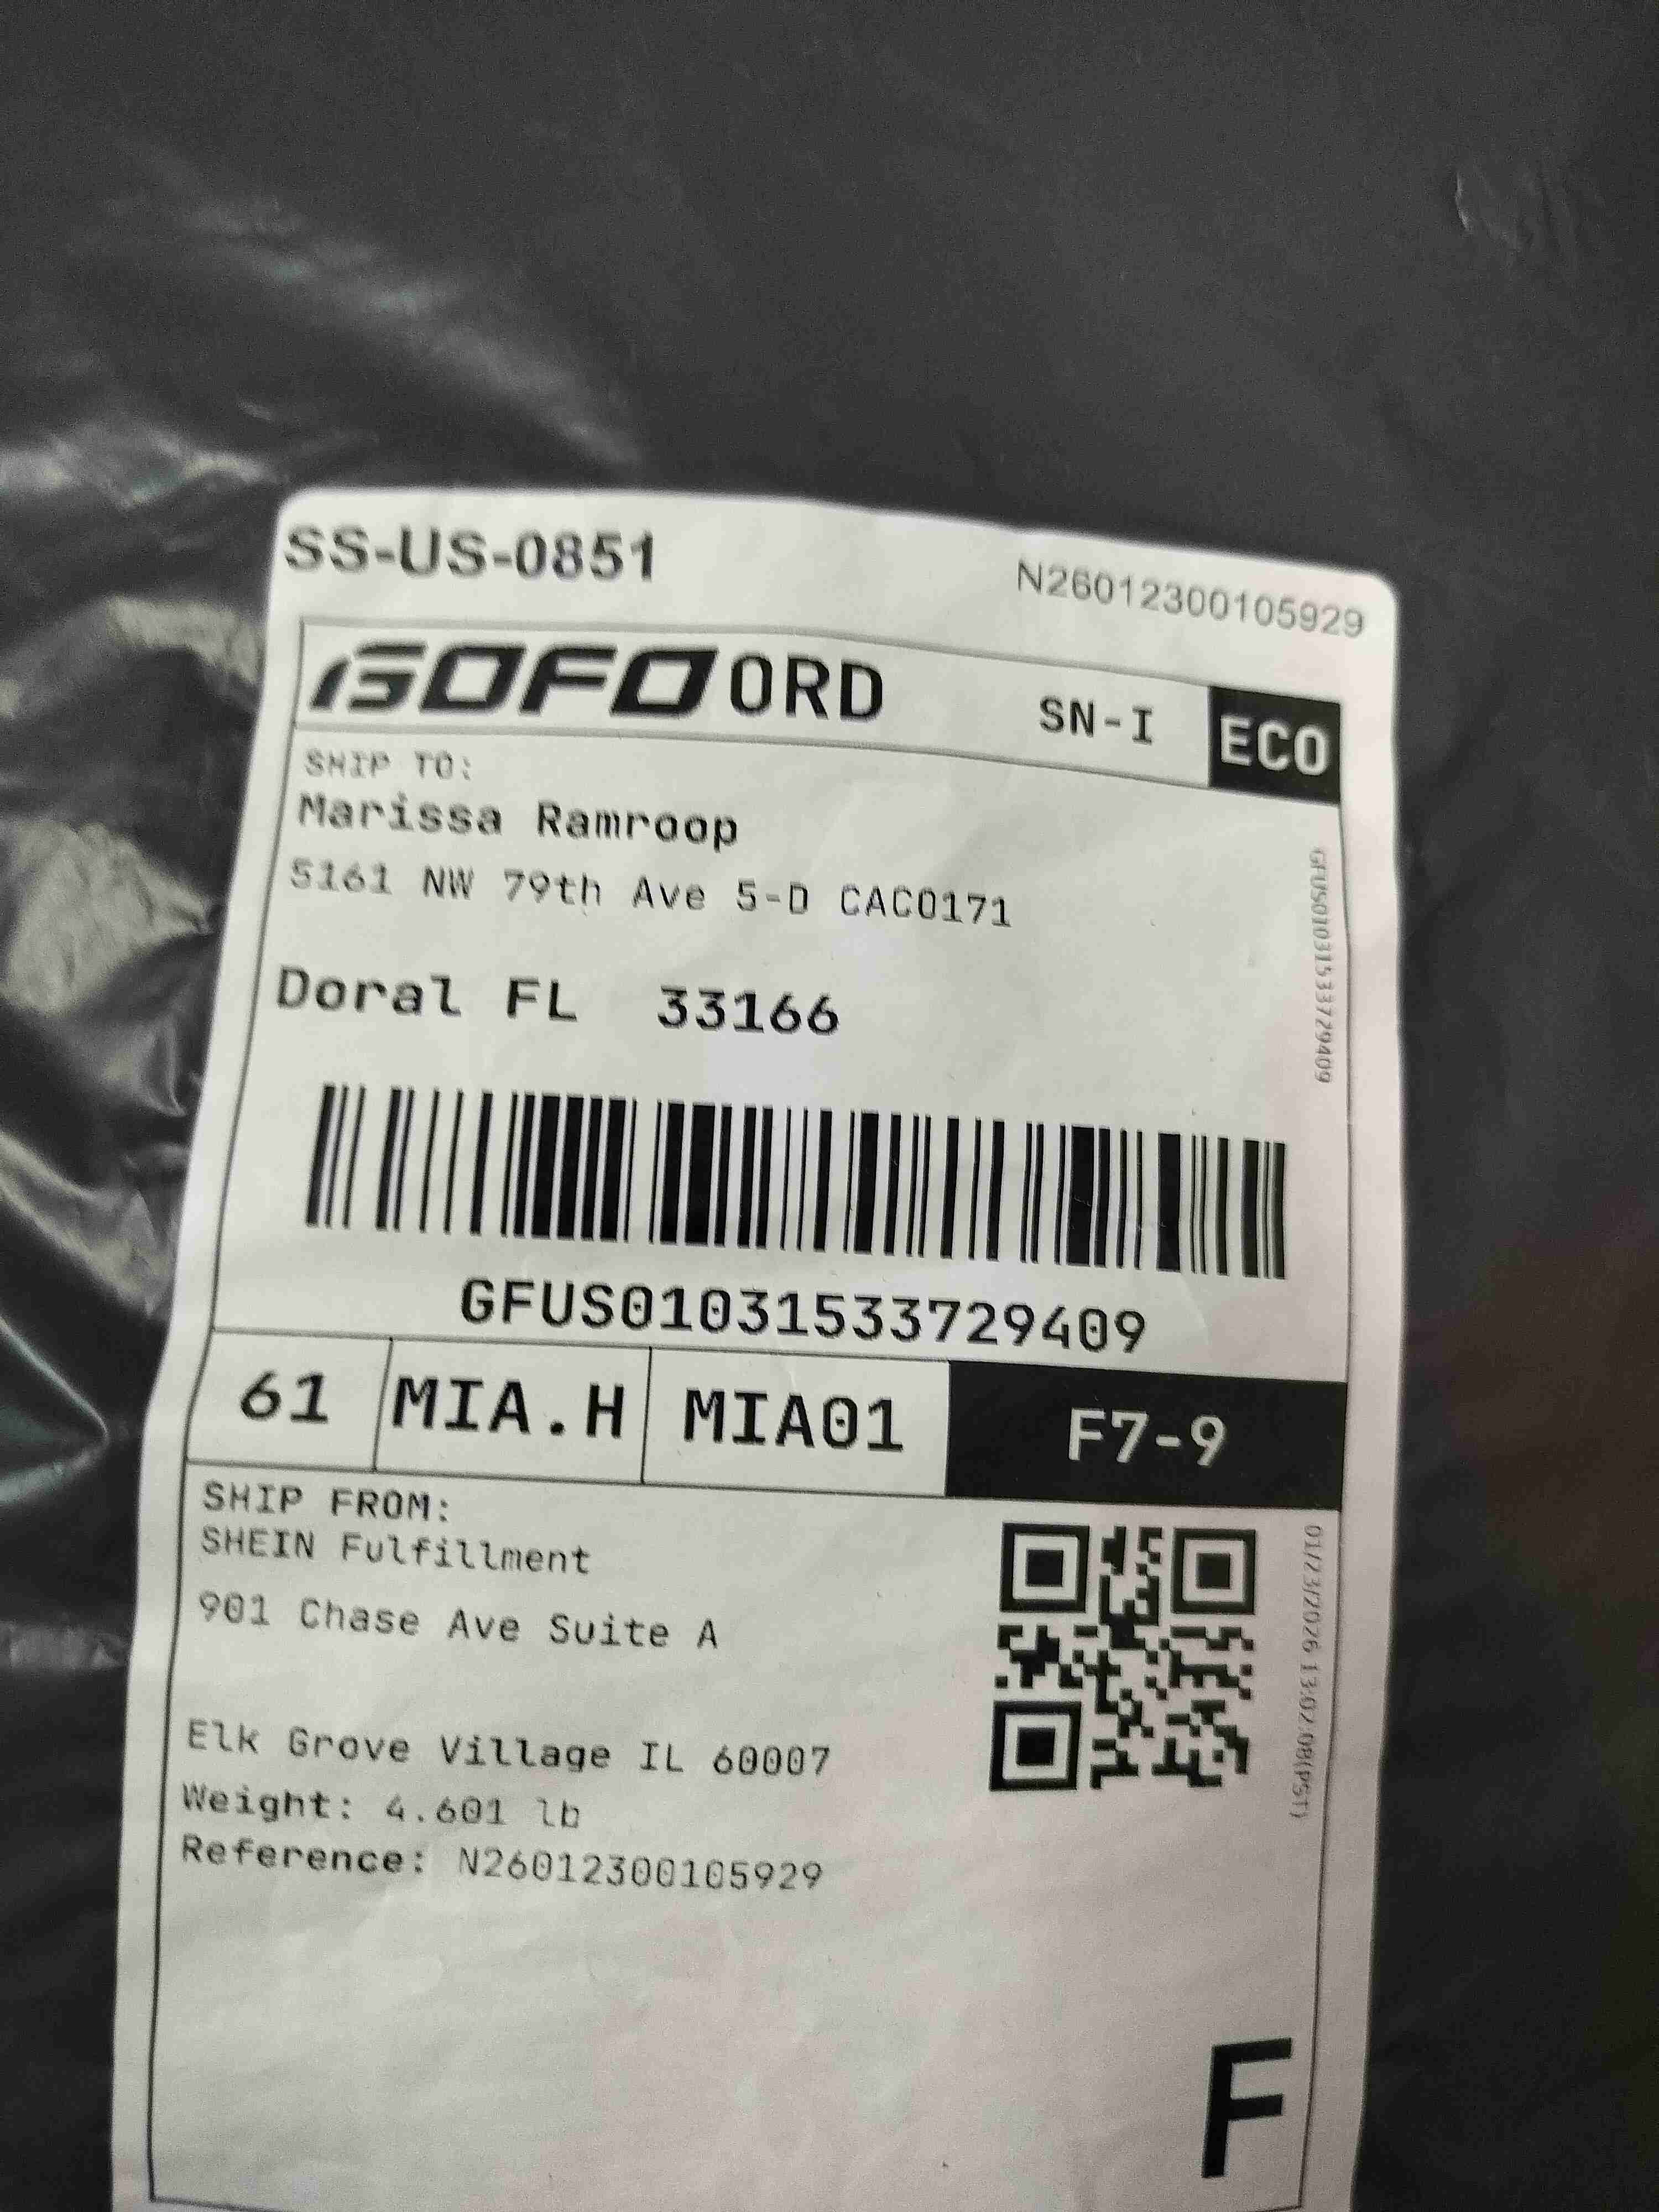 SS-US-0851
N26012300105929
GOFO ORD SN-I ECO
SHIP TO:
Marissa Ramroop
5161 NW 79th Ave 5-D CAC0171
Doral FL 33166
GFUS01031533729409
GFUS01031533729409
61 MIA.H MIA01 F7-9
SHIP FROM:
SHEIN Fulfillment
901 Chase Ave Suite A
Elk Grove Village IL 60007
Weight: 4.601 lb
Reference: N26012300105929
01/23/2026 13:02:08(PST)
F